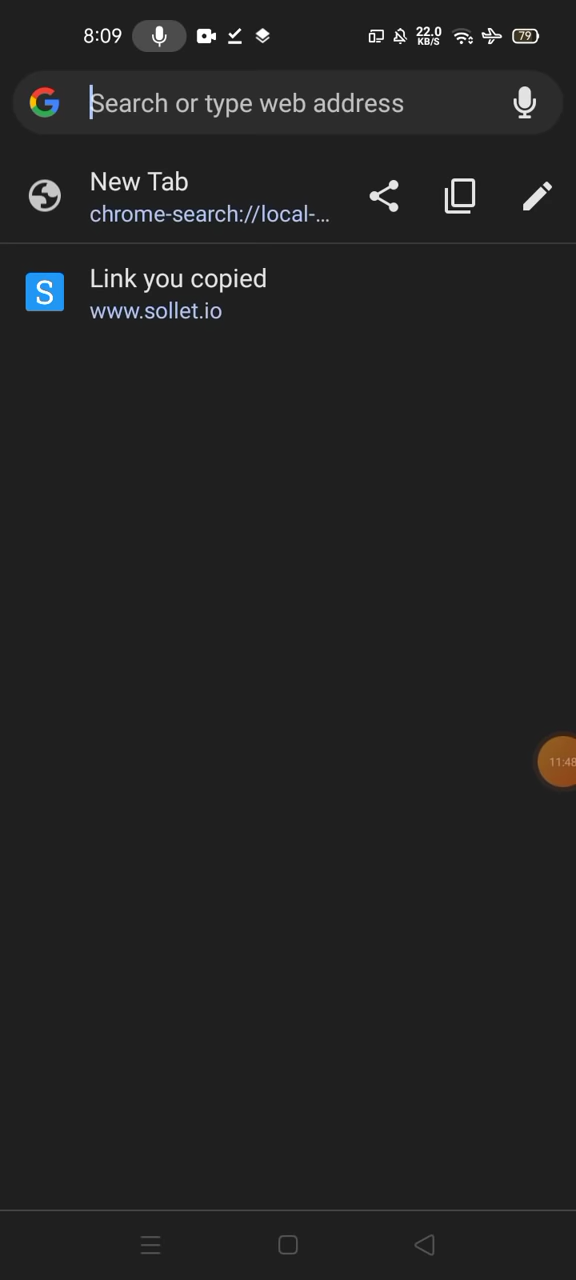 8:09
22.0
KB/S
79
Search or type web address
New Tab
chrome-search://local-...
S
Link you copied
www.sollet.io
11:48